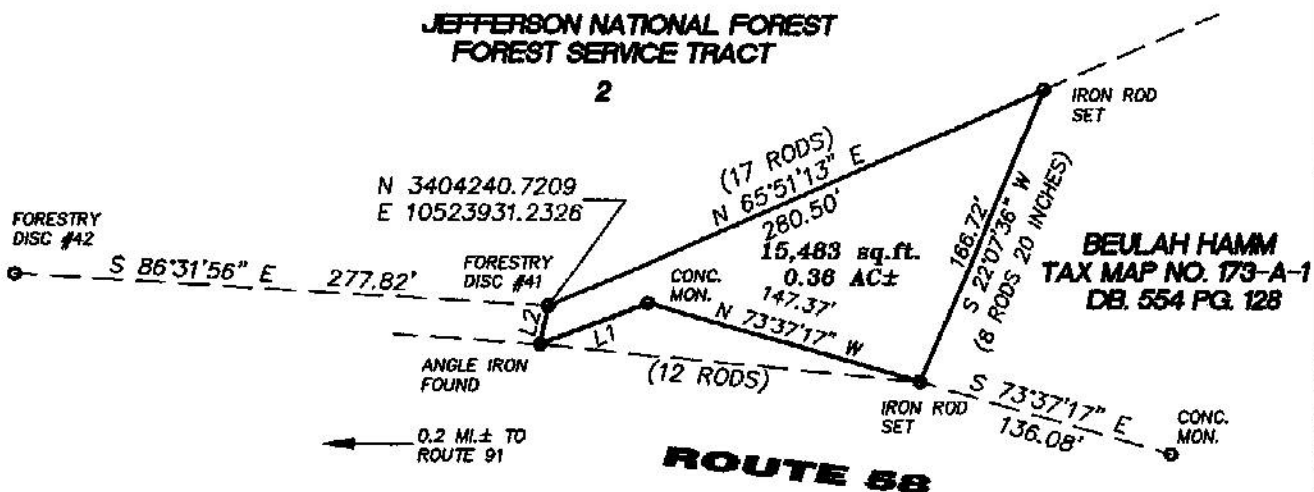 JEFFERSON NATIONAL FOREST
FOREST SERVICE TRACT
2
IRON ROD
SET
(17 RODS)
N 65°51'13" E
280.50'
N 3404240.7209
E 10523931.2326
FORESTRY
DISC #42
S 86°31'56" E 277.82'
FORESTRY
DISC #41
15,483 sq.ft.
0.36 AC±
CONC.
MON.
147.37'
N 73°37'17" W
166.72'
S 22°07'36" W
(8 RODS 20 INCHES)
BEULAH HAMM
TAX MAP NO. 173-A-1
DB. 554 PG. 128
L2
L1
ANGLE IRON
FOUND
(12 RODS)
IRON ROD
SET
S 73°37'17" E
136.08'
CONC.
MON.
0.2 MI.± TO
ROUTE 91
ROUTE 58